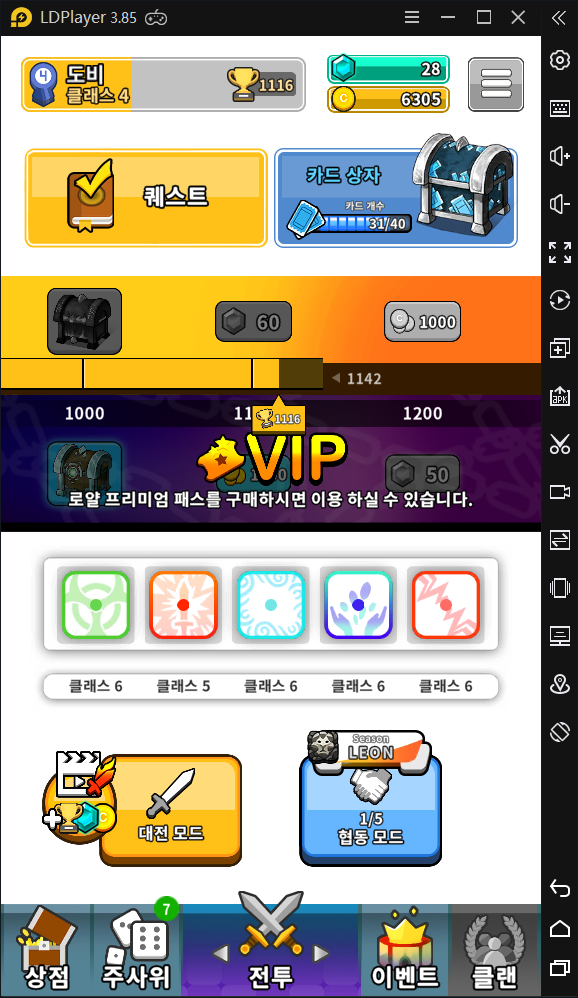 LDPlayer 3.85
4
도비
클래스 4
1116
28
6305
퀘스트
카드 상자
카드 개수
31/40
60
1000
1142
1000
1116
1200
VIP
50
로얄 프리미엄 패스를 구매하시면 이용 하실 수 있습니다.
클래스 6
클래스 5
클래스 6
클래스 6
클래스 6
대전 모드
Season
LEON
1/5
협동 모드
7
상점
주사위
전투
이벤트
클랜
APK